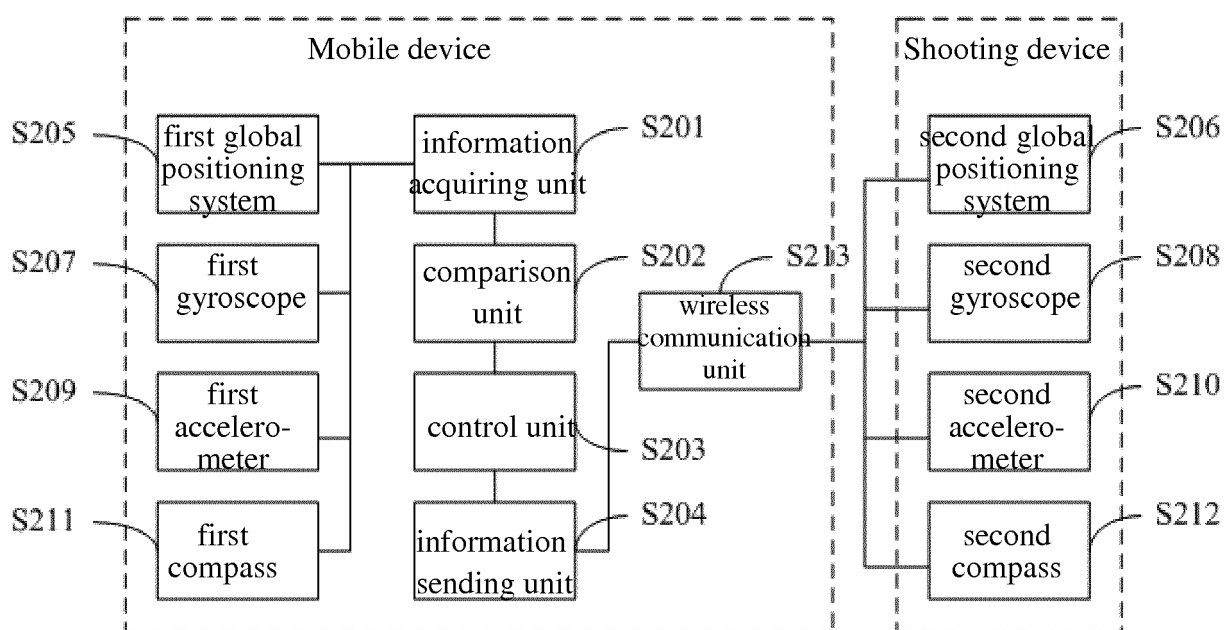 Mobile device
Shooting device
S205
first global
positioning
system
information
acquiring unit
S201
second global
positioning
system
S206
S207
first
gyroscope
comparison
unit
S202
S213
wireless
communication
unit
second
gyroscope
S208
S209
first
accelero-
meter
control unit
S203
second
accelero-
meter
S210
S211
first
compass
information
sending unit
S204
second
compass
S212